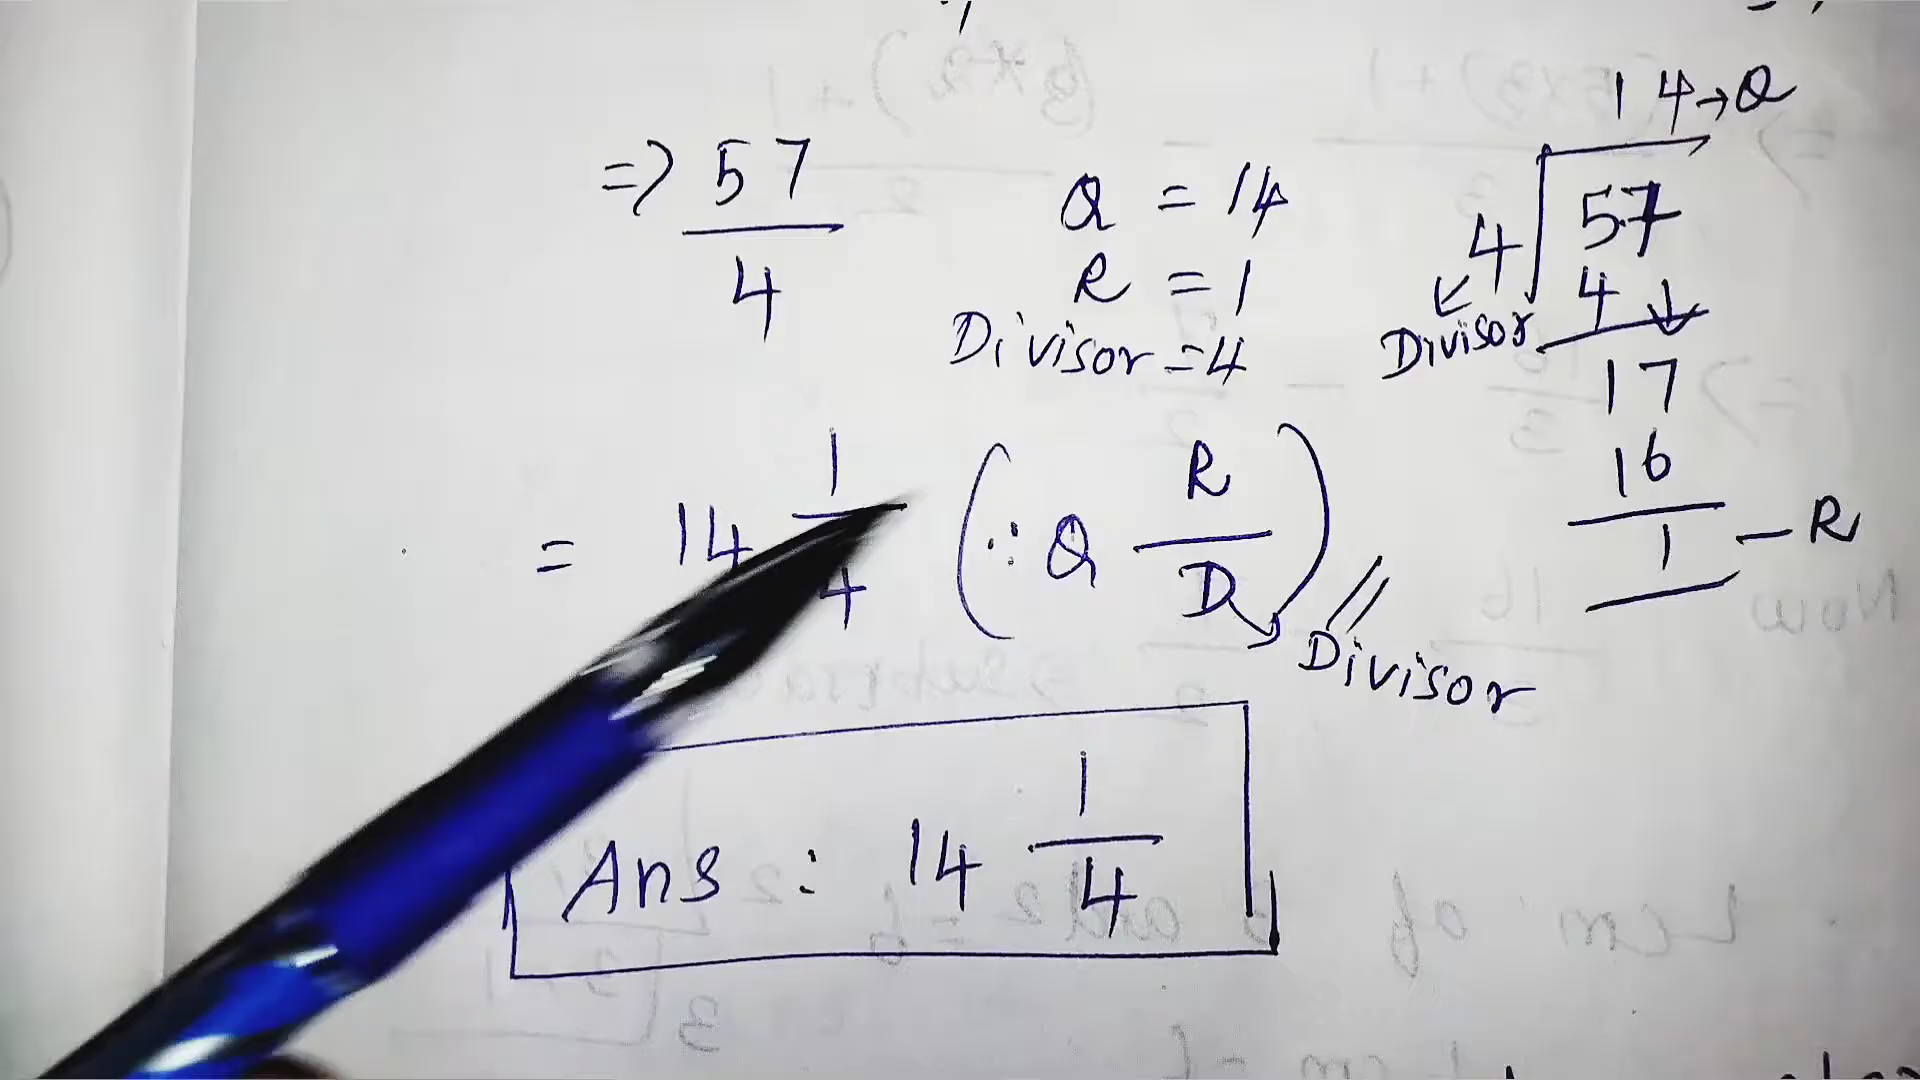 => 57/4
Q = 14
R = 1
Divisor = 4
14 → Q
4 57
Divisor
4 ↓
17
16
1 – R
= 14 1/4 (∵ Q R/D)
Divisor
Ans : 14 1/4